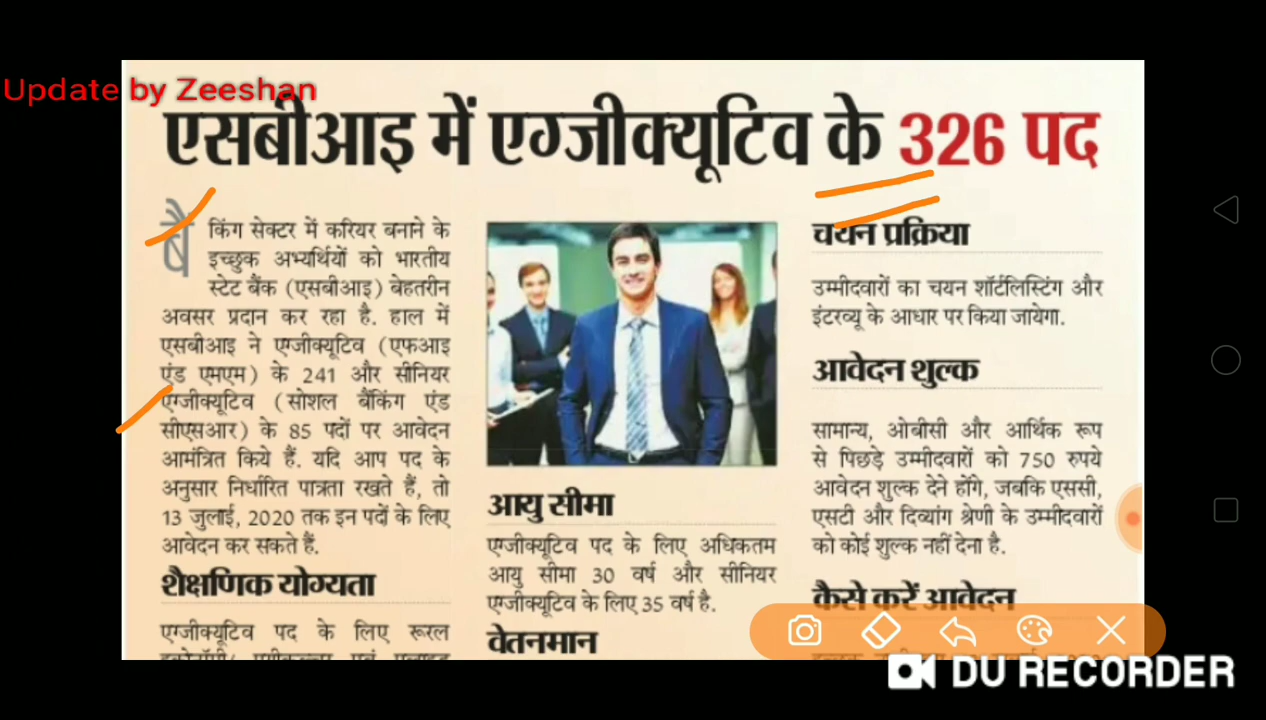 Update by Zeeshan
एसबीआइ में एग्जीक्यूटिव के 326 पद
बैंकिंग सेक्टर में करियर बनाने के
इच्छुक अभ्यर्थियों को भारतीय
स्टेट बैंक (एसबीआइ) बेहतरीन
अवसर प्रदान कर रहा है. हाल में
एसबीआइ ने एग्जीक्यूटिव (एफआइ
एंड एमएम) के 241 और सीनियर
एग्जीक्यूटिव (सोशल बैंकिंग एंड
सीएसआर) के 85 पदों पर आवेदन
आमंत्रित किये हैं. यदि आप पद के
अनुसार निर्धारित पात्रता रखते हैं, तो
13 जुलाई, 2020 तक इन पदों के लिए
आवेदन कर सकते हैं.
शैक्षणिक योग्यता
एग्जीक्यूटिव पद के लिए रूरल
आयु सीमा
एग्जीक्यूटिव पद के लिए अधिकतम
आयु सीमा 30 वर्ष और सीनियर
एग्जीक्यूटिव के लिए 35 वर्ष है.
वेतनमान
चयन प्रक्रिया
उम्मीदवारों का चयन शॉर्टलिस्टिंग और
इंटरव्यू के आधार पर किया जायेगा.
आवेदन शुल्क
सामान्य, ओबीसी और आर्थिक रूप
से पिछड़े उम्मीदवारों को 750 रुपये
आवेदन शुल्क देने होंगे, जबकि एससी,
एसटी और दिव्यांग श्रेणी के उम्मीदवारों
को कोई शुल्क नहीं देना है.
कैसे करें आवेदन
DU RECORDER